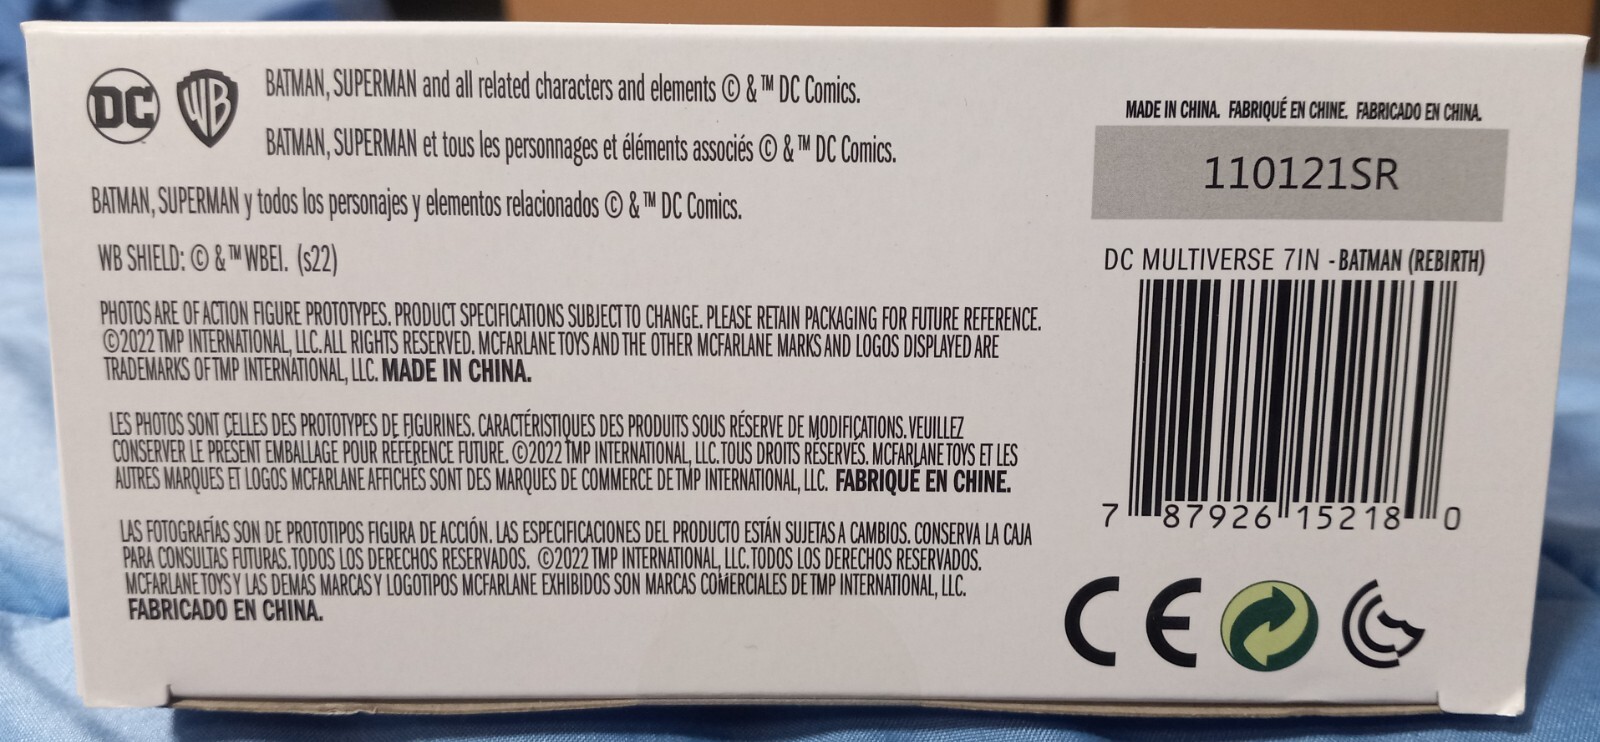 DC WB BATMAN, SUPERMAN and all related characters and elements © & ™ DC Comics.
BATMAN, SUPERMAN et tous les personnages et éléments associés © & ™ DC Comics.
BATMAN, SUPERMAN y todos los personajes y elementos relacionados © & ™ DC Comics.
WB SHIELD: © & ™ WBEI. (s22)
PHOTOS ARE OF ACTION FIGURE PROTOTYPES. PRODUCT SPECIFICATIONS SUBJECT TO CHANGE. PLEASE RETAIN PACKAGING FOR FUTURE REFERENCE.
©2022 TMP INTERNATIONAL, LLC. ALL RIGHTS RESERVED. MCFARLANE TOYS AND THE OTHER MCFARLANE MARKS AND LOGOS DISPLAYED ARE
TRADEMARKS OF TMP INTERNATIONAL, LLC. MADE IN CHINA.
LES PHOTOS SONT CELLES DES PROTOTYPES DE FIGURINES. CARACTÉRISTIQUES DES PRODUITS SOUS RÉSERVE DE MODIFICATIONS. VEUILLEZ
CONSERVER LE PRÉSENT EMBALLAGE POUR RÉFÉRENCE FUTURE. ©2022 TMP INTERNATIONAL, LLC. TOUS DROITS RÉSERVÉS. MCFARLANE TOYS ET LES
AUTRES MARQUES ET LOGOS MCFARLANE AFFICHÉS SONT DES MARQUES DE COMMERCE DE TMP INTERNATIONAL, LLC. FABRIQUÉ EN CHINE.
LAS FOTOGRAFÍAS SON DE PROTOTIPOS FIGURA DE ACCIÓN. LAS ESPECIFICACIONES DEL PRODUCTO ESTÁN SUJETAS A CAMBIOS. CONSERVA LA CAJA
PARA CONSULTAS FUTURAS. TODOS LOS DERECHOS RESERVADOS. ©2022 TMP INTERNATIONAL, LLC. TODOS LOS DERECHOS RESERVADOS.
MCFARLANE TOYS Y LAS DEMÁS MARCAS Y LOGOTIPOS MCFARLANE EXHIBIDOS SON MARCAS COMERCIALES DE TMP INTERNATIONAL, LLC.
FABRICADO EN CHINA.
MADE IN CHINA. FABRIQUÉ EN CHINE. FABRICADO EN CHINA.
110121SR
DC MULTIVERSE 7IN - BATMAN (REBIRTH)
7 87926 15218 0
CE